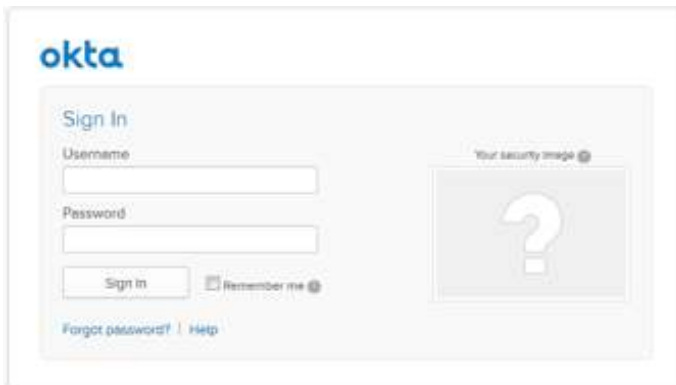 okta
Sign In
Username
Your security image
Password
Sign In
Remember me
Forgot password? | Help